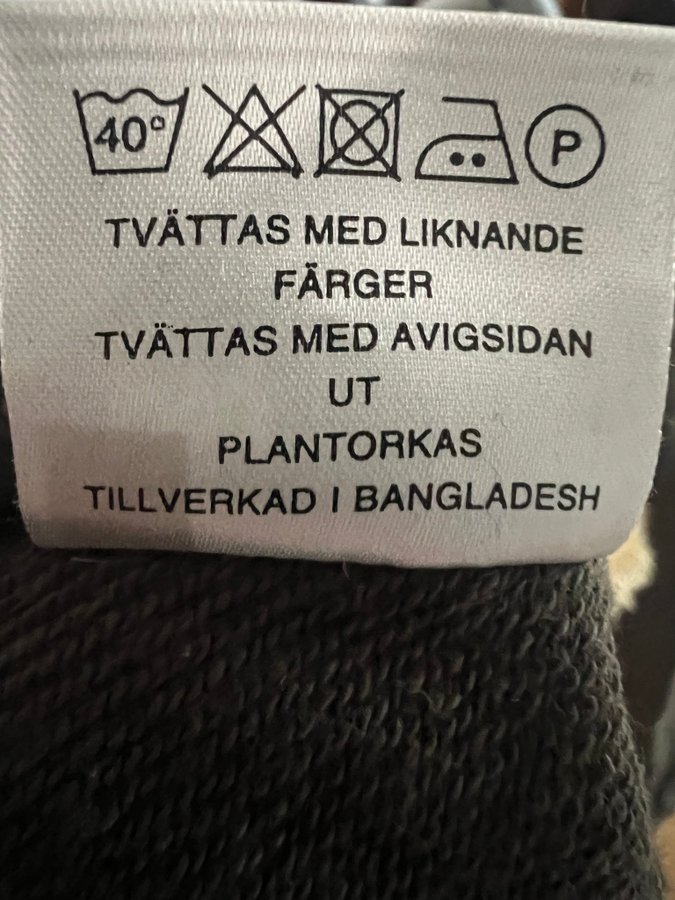 40°
P
TVÄTTAS MED LIKNANDE
FÄRGER
TVÄTTAS MED AVIGSIDAN
UT
PLANTORKAS
TILLVERKAD I BANGLADESH